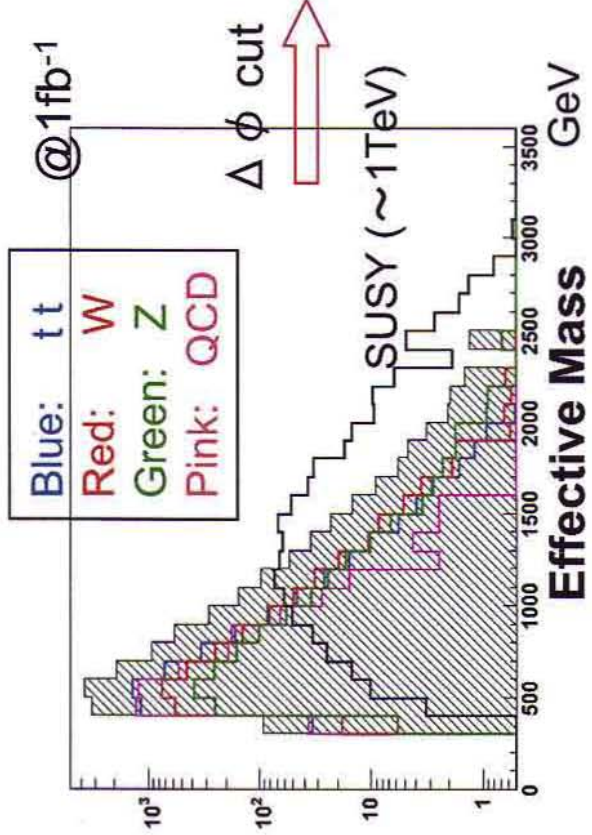 @1fb-1
Blue: t t
Red: W
Green: Z
Pink: QCD
Δ ϕ cut
SUSY (~1TeV)
10³
10²
10
1
0 500 1000 1500 2000 2500 3000 3500
Effective Mass GeV